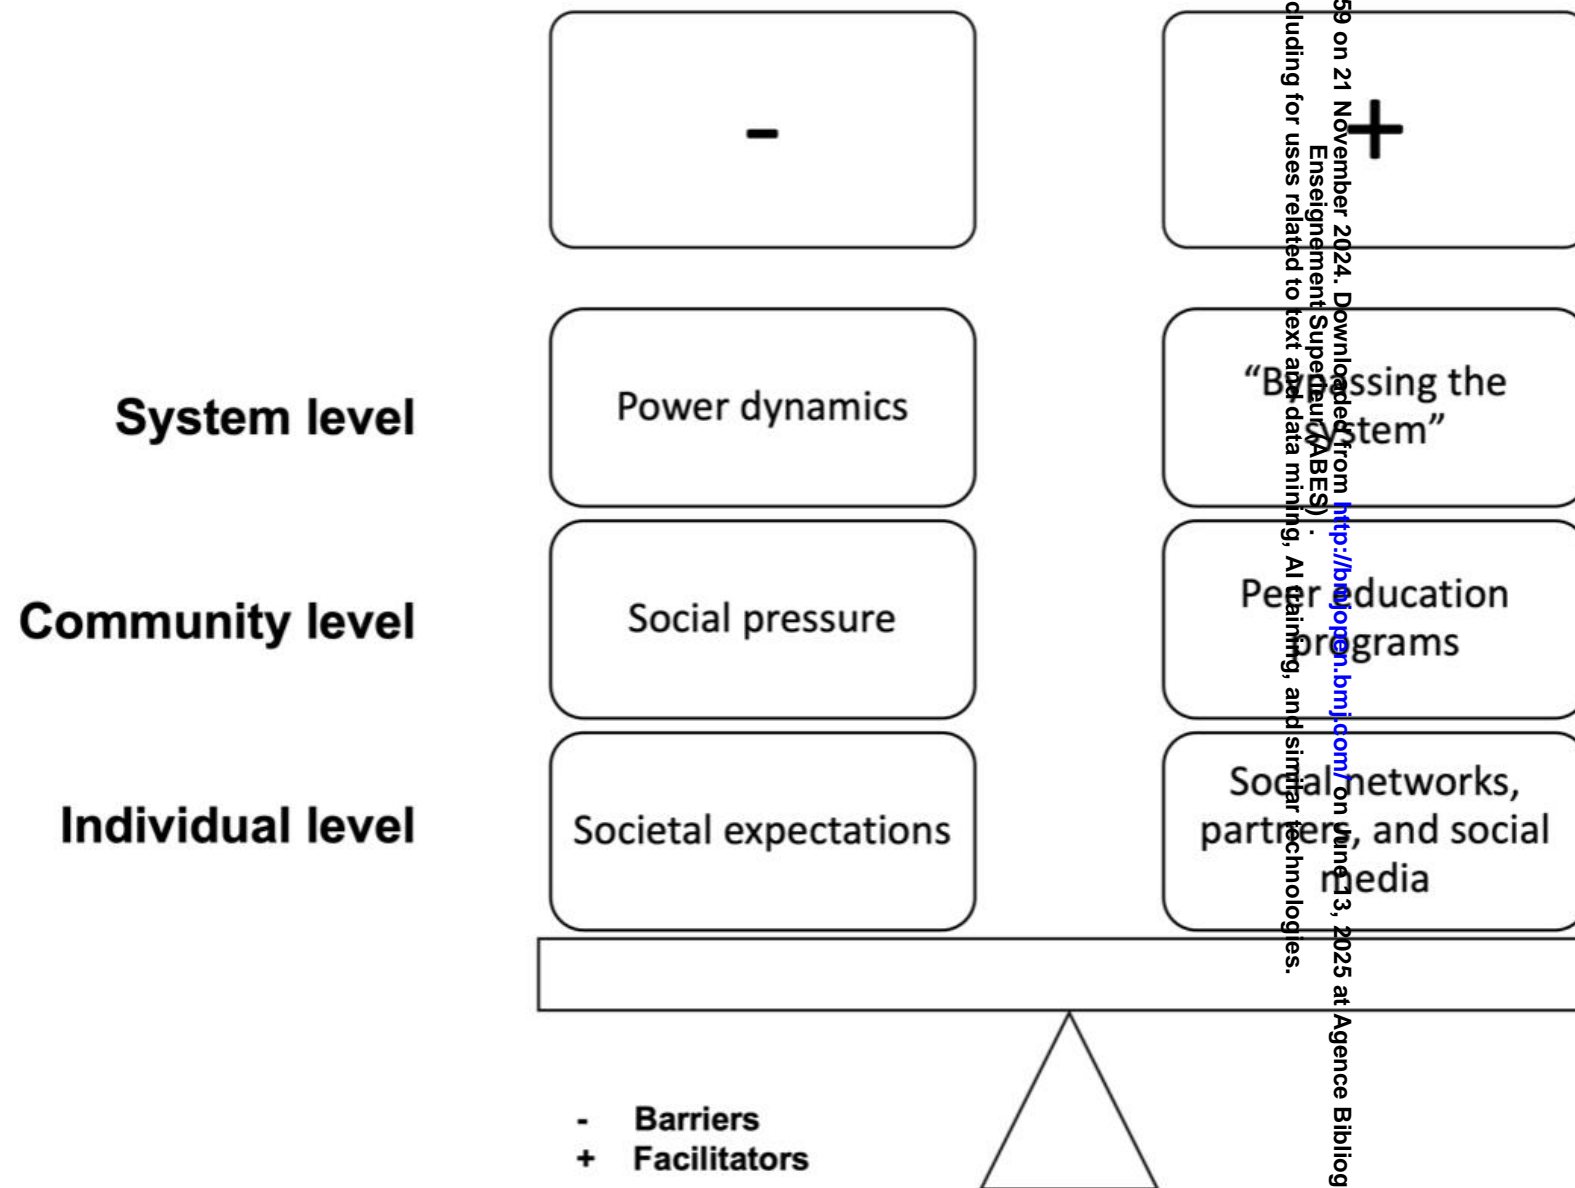 -
+
System level
Power dynamics
“Bypassing the
system”
Community level
Social pressure
Peer education
programs
Individual level
Societal expectations
Social networks,
partners, and social
media
- Barriers
+ Facilitators
59 on 21 November 2024. Downloaded from http://bmjopen.bmj.com/ on June 13, 2025 at Agence Bibliog
Enseignement Superieur (ABES) .
cluding for uses related to text and data mining, AI training, and similar technologies.